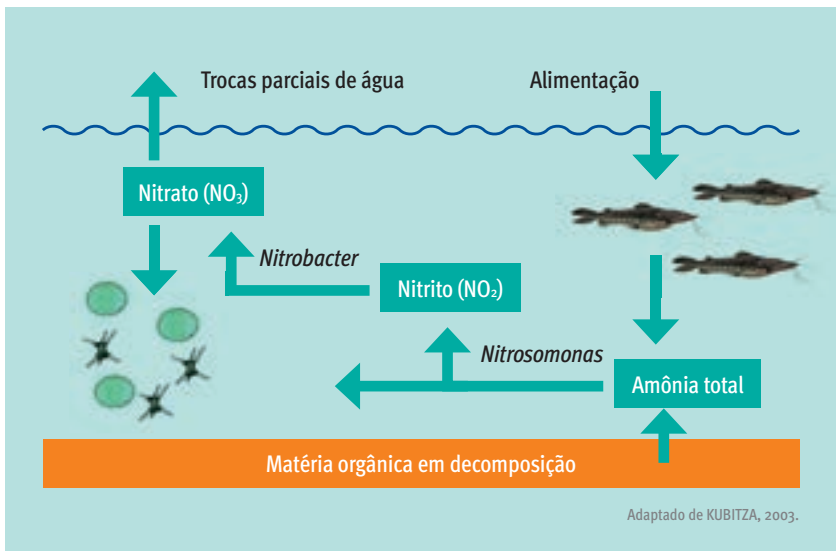 Trocas parciais de água
Alimentação
Nitrato (NO₃)
Nitrobacter
Nitrito (NO₂)
Nitrosomonas
Amônia total
Matéria orgânica em decomposição
Adaptado de KUBITZA, 2003.